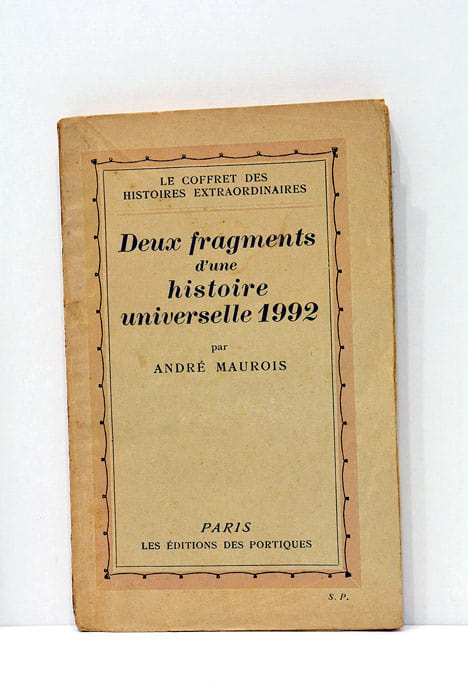 LE COFFRET DES
HISTOIRES EXTRAORDINAIRES
Deux fragments
d'une
histoire
universelle 1992
par
ANDRÉ MAUROIS
PARIS
LES ÉDITIONS DES PORTIQUES
S. P.